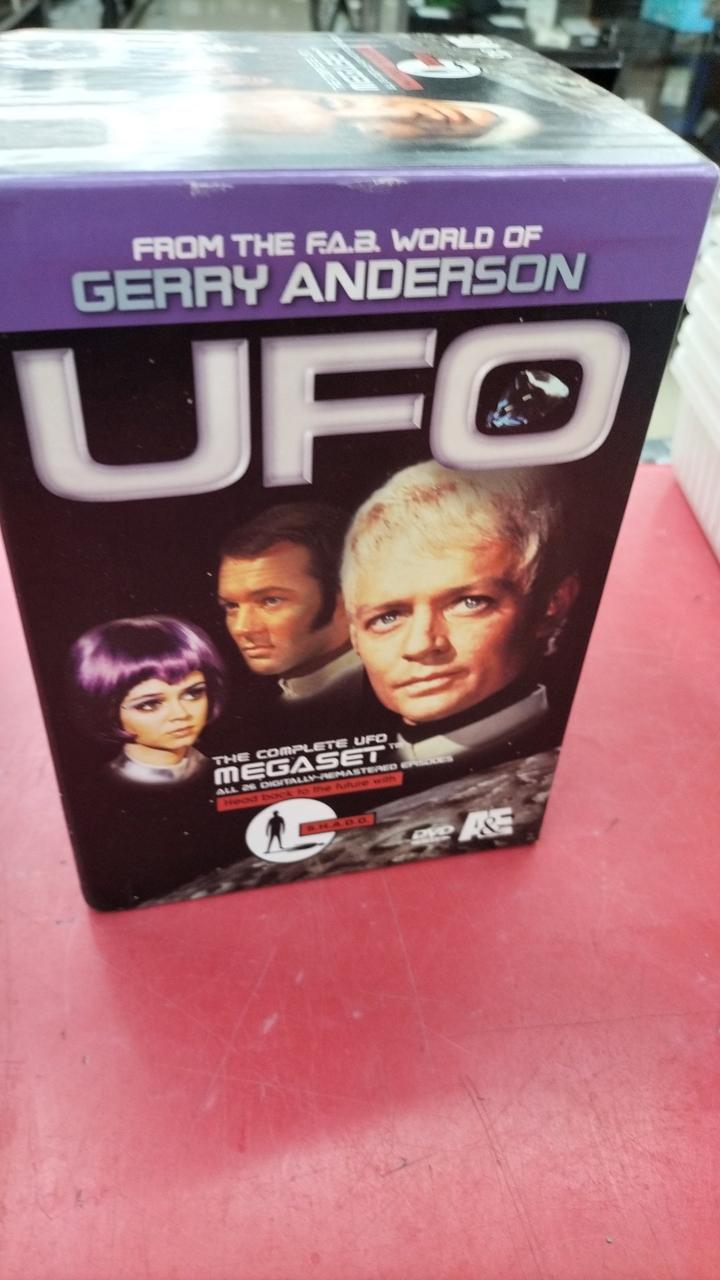 FROM THE F.A.B. WORLD OF
GERRY ANDERSON
UFO
THE COMPLETE UFO
MEGASET™
ALL 26 DIGITALLY-REMASTERED EPISODES
Head back to the future with
S.H.A.D.O.
DVD
A&E